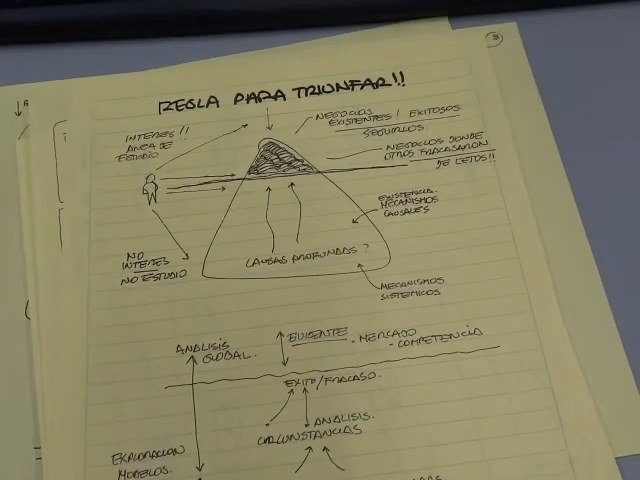 3
REGLA PARA TRIUNFAR!!
INTERES!!
AREA DE
ESTUDIO
NEGOCIOS
EXISTENTES / EXITOSOS
SEGUIRLOS
NEGOCIOS DONDE
OTROS FRACASARON
DE LEJOS!!
EXISTENCIA
MECANISMOS
CAUSALES
NO
INTERES
NO ESTUDIO
CAUSAS PROFUNDAS?
MECANISMOS
SISTEMICOS
ANALISIS
GLOBAL.
EVIDENTE
- MERCADO
- COMPETENCIA
EXITO/FRACASO.
ANALISIS.
CIRCUNSTANCIAS
EXPLORACION
MODELOS.